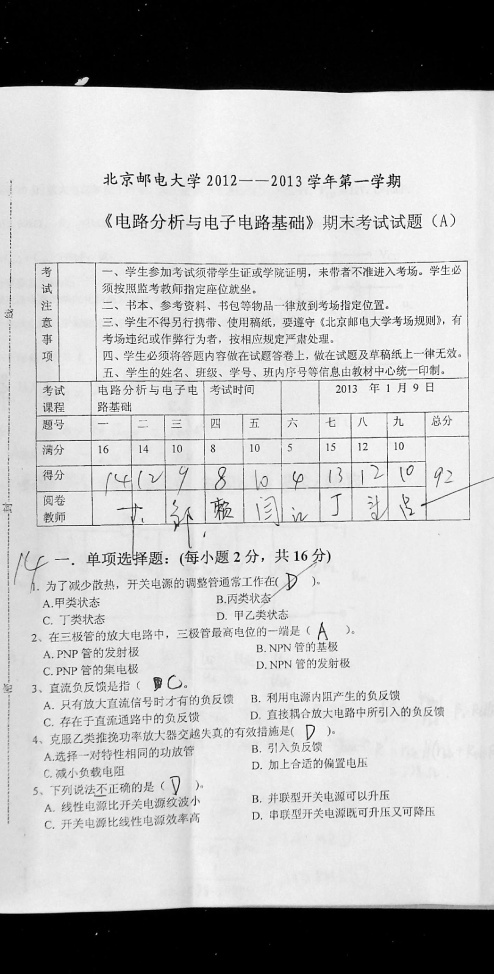 北京邮电大学2012——2013学年第一学期
《电路分析与电子电路基础》期末考试试题（A）
考试注意事项
一、学生参加考试须带学生证或学院证明，未带者不准进入考场。学生必
须按照监考教师指定座位就坐。
二、书本、参考资料、书包等物品一律放到考场指定位置。
三、学生不得另行携带、使用稿纸，要遵守《北京邮电大学考场规则》，有
考场违纪或作弊行为者，按相应规定严肃处理。
四、学生必须将答题内容做在试题答卷上，做在试题及草稿纸上一律无效。
五、学生的姓名、班级、学号、班内序号等信息由教材中心统一印制。
考试课程 电路分析与电子电路基础 考试时间 2013 年 1 月 9 日
题号 一 二 三 四 五 六 七 八 九 总分
满分 16 14 10 8 10 5 15 12 10
得分 14 12 9 8 10 4 13 12 10 92
阅卷教师 赖 闫 丁
14 一．单项选择题：(每小题2分，共16分)
1. 为了减少散热，开关电源的调整管通常工作在( D )。
A.甲类状态 B.丙类状态
C. 丁类状态 D. 甲乙类状态
2、在三极管的放大电路中，三极管最高电位的一端是（ A ）。
A. PNP 管的发射极 B. NPN 管的基极
C. PNP 管的集电极 D. NPN 管的发射极
3、直流负反馈是指（ C）。
A. 只有放大直流信号时才有的负反馈 B. 利用电源内阻产生的负反馈
C. 存在于直流通路中的负反馈 D. 直接耦合放大电路中所引入的负反馈
4、克服乙类推挽功率放大器交越失真的有效措施是( D )。
A.选择一对特性相同的功放管 B. 引入负反馈
C. 减小负载电阻 D. 加上合适的偏置电压
5、下列说法不正确的是（ D ）。
A. 线性电源比开关电源纹波小 B. 并联型开关电源可以升压
C. 开关电源比线性电源效率高 D. 串联型开关电源既可升压又可降压